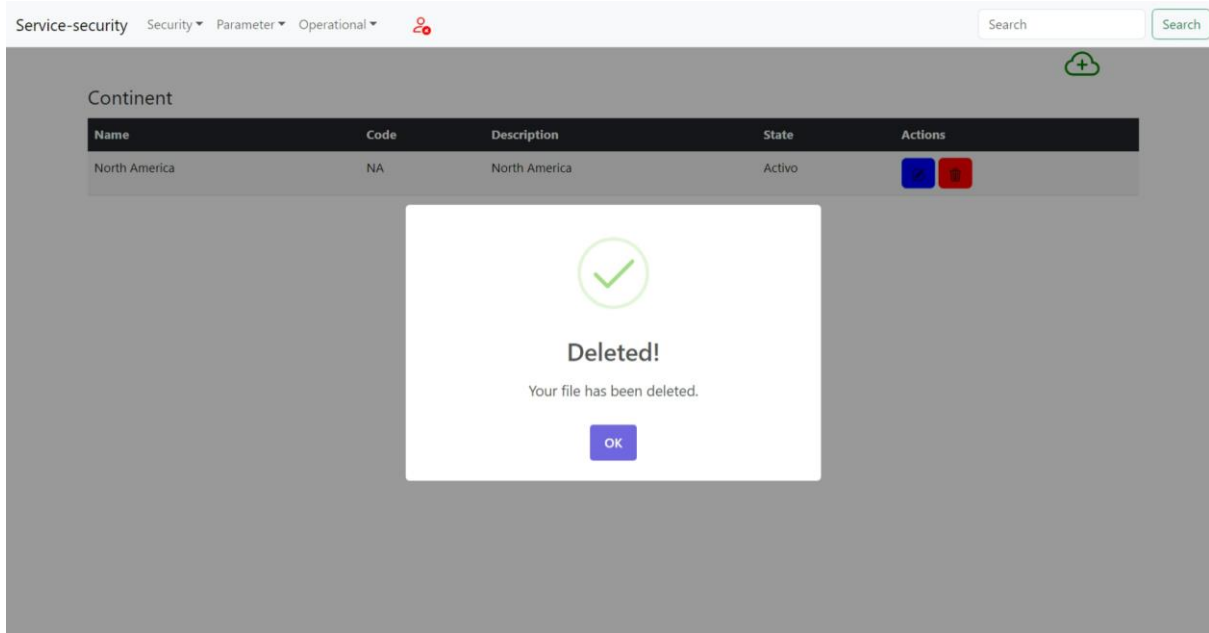 Service-security Security Parameter Operational Search Search
Continent
Name Code Description State Actions
North America NA North America Activo
Deleted!
Your file has been deleted.
OK